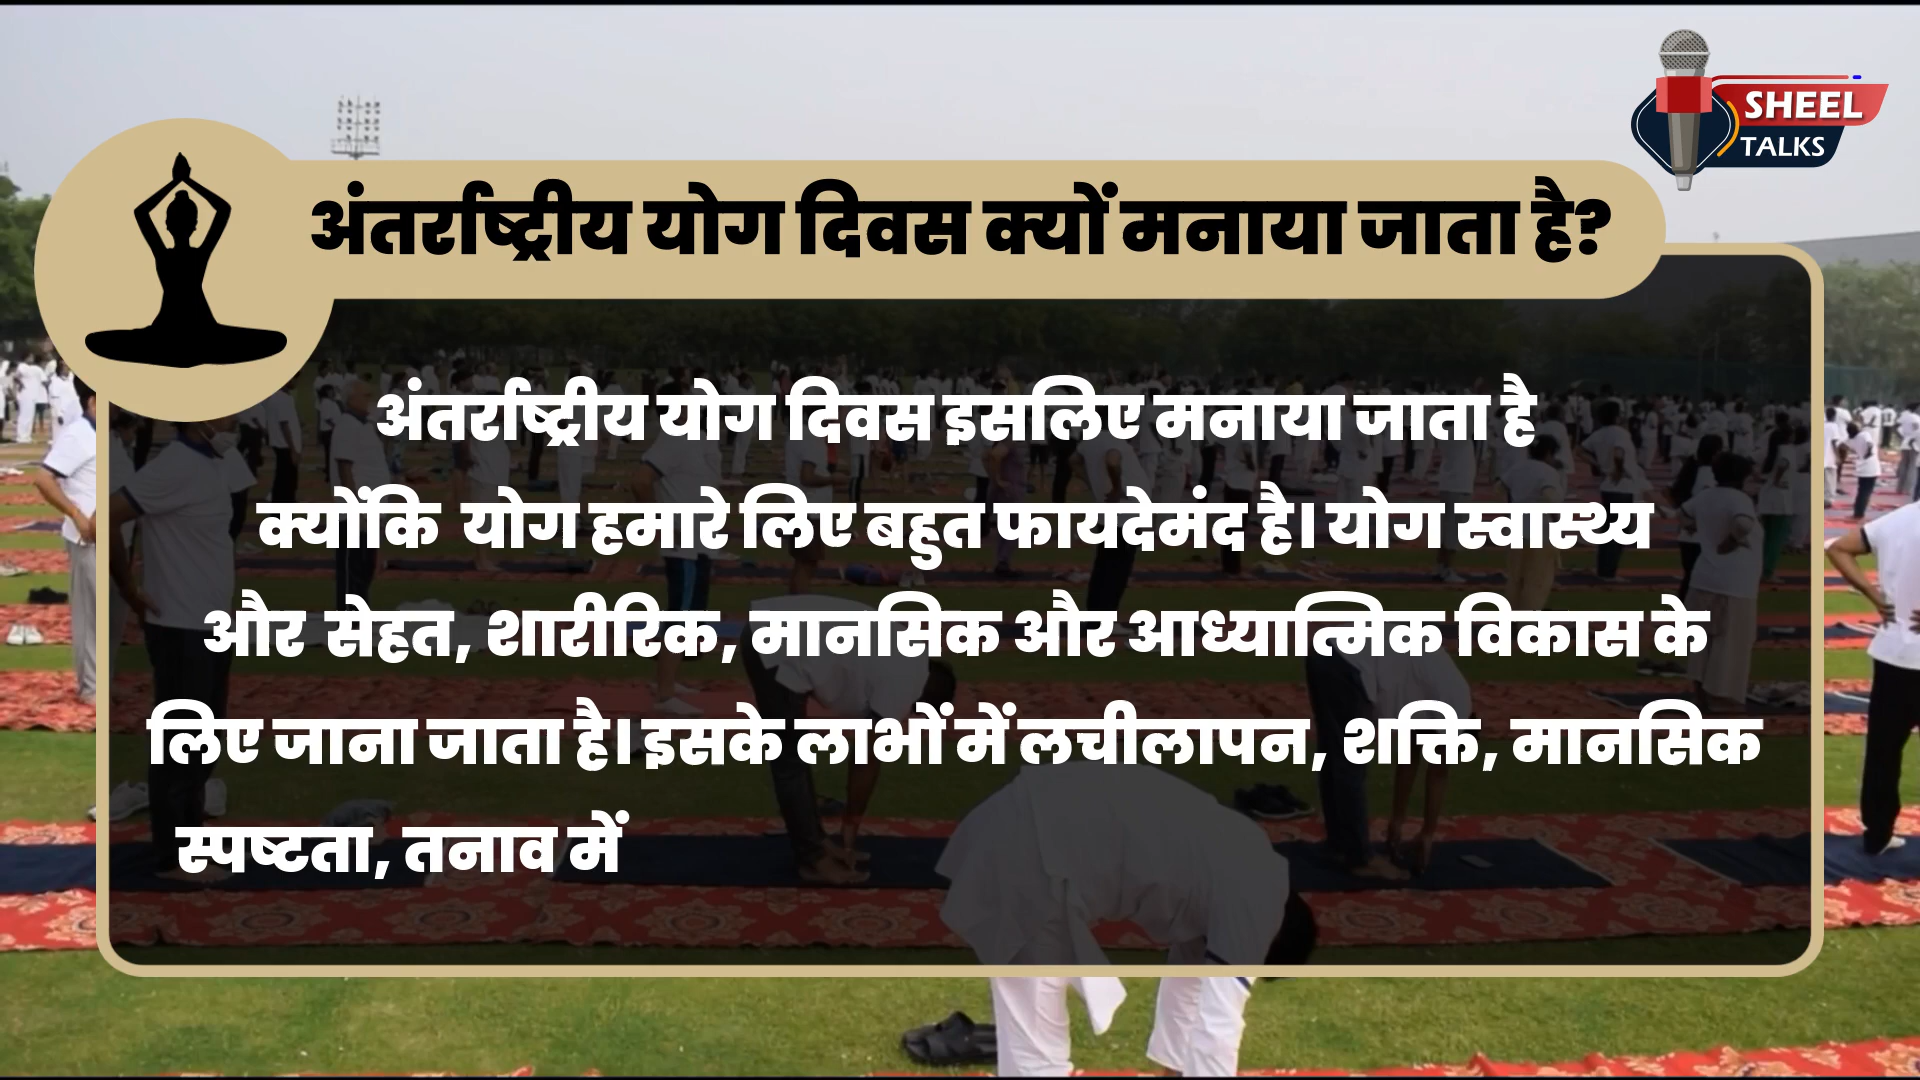 SHEEL
TALKS
अंतर्राष्ट्रीय योग दिवस क्यों मनाया जाता है?
अंतर्राष्ट्रीय योग दिवस इसलिए मनाया जाता है
क्योंकि योग हमारे लिए बहुत फायदेमंद है। योग स्वास्थ्य
और सेहत, शारीरिक, मानसिक और आध्यात्मिक विकास के
लिए जाना जाता है। इसके लाभों में लचीलापन, शक्ति, मानसिक
स्पष्टता, तनाव में